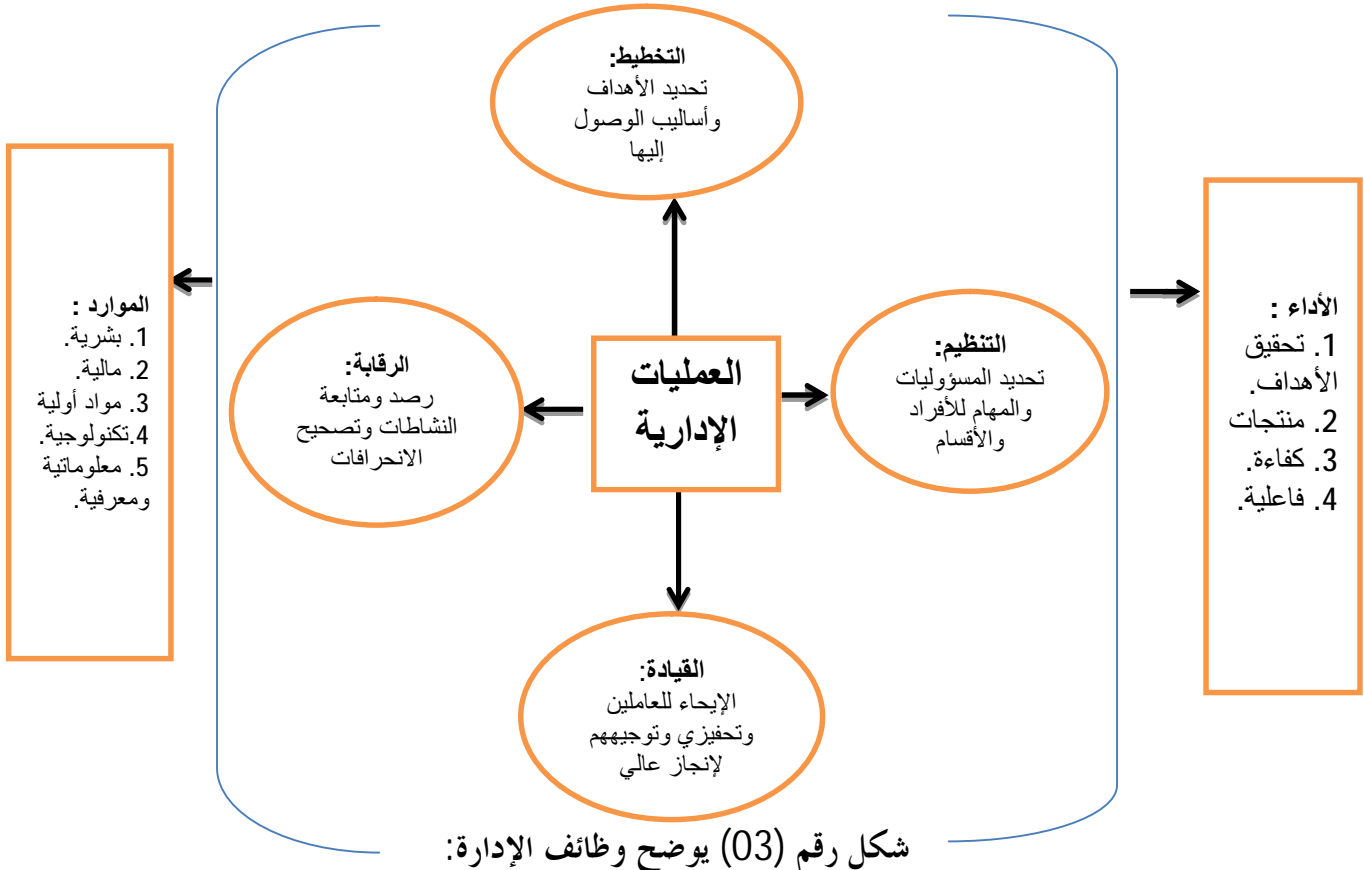 التخطيط:
تحديد الأهداف
وأساليب الوصول
إليها
الأداء :
1. تحقيق
الأهداف.
2. منتجات
3. كفاءة.
4. فاعلية.
التنظيم:
تحديد المسؤوليات
والمهام للأفراد
والأقسام
العمليات
الإدارية
الرقابة:
رصد ومتابعة
النشاطات وتصحيح
الانحرافات
الموارد :
1. بشرية.
2. مالية.
3. مواد أولية
4.تكنولوجية.
5. معلوماتية
ومعرفية.
القيادة:
الإيحاء للعاملين
وتحفيزي وتوجيههم
لإنجاز عالي
شكل رقم (03) يوضح وظائف الإدارة: